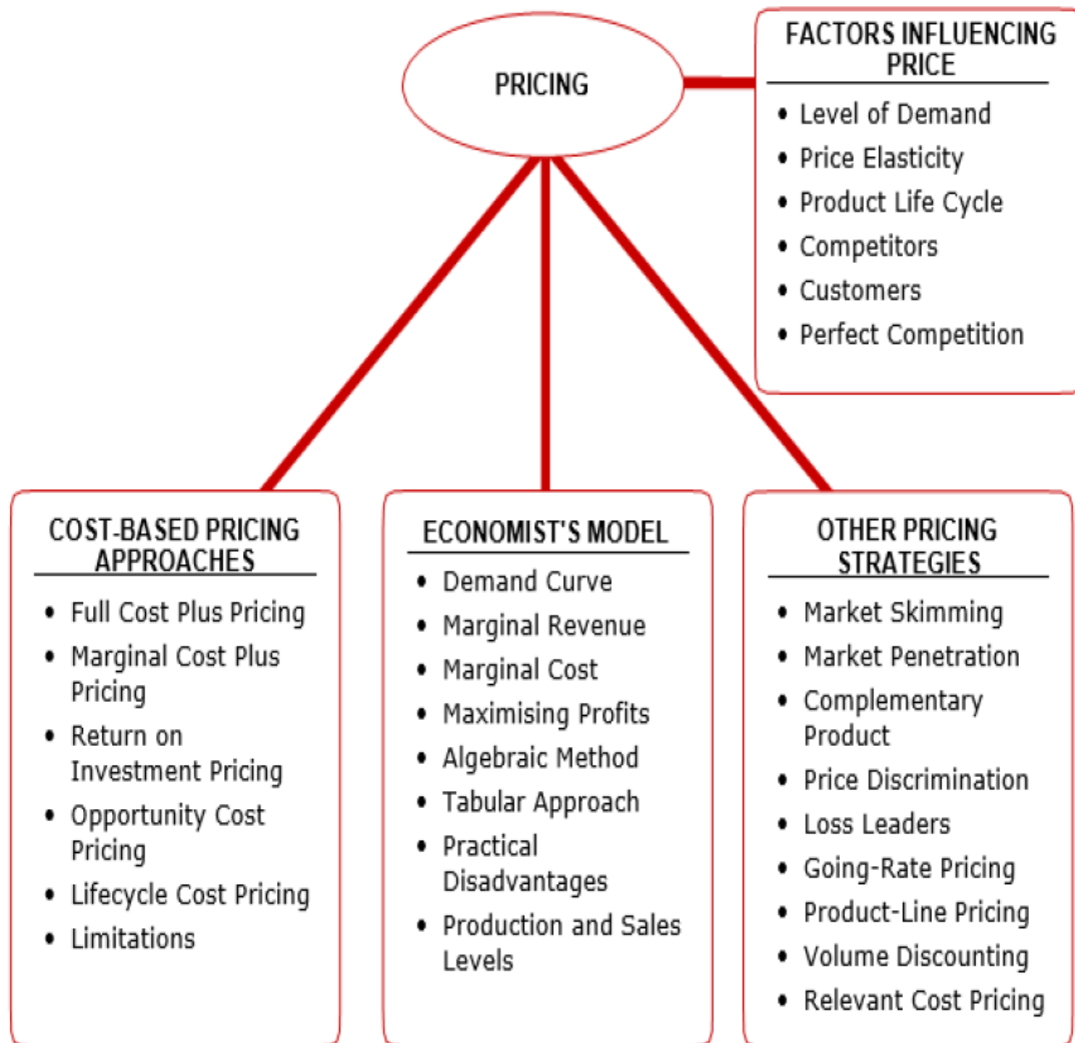 PRICING
FACTORS INFLUENCING
PRICE
• Level of Demand
• Price Elasticity
• Product Life Cycle
• Competitors
• Customers
• Perfect Competition
COST-BASED PRICING
APPROACHES
• Full Cost Plus Pricing
• Marginal Cost Plus
Pricing
• Return on
Investment Pricing
• Opportunity Cost
Pricing
• Lifecycle Cost Pricing
• Limitations
ECONOMIST'S MODEL
• Demand Curve
• Marginal Revenue
• Marginal Cost
• Maximising Profits
• Algebraic Method
• Tabular Approach
• Practical
Disadvantages
• Production and Sales
Levels
OTHER PRICING
STRATEGIES
• Market Skimming
• Market Penetration
• Complementary
Product
• Price Discrimination
• Loss Leaders
• Going-Rate Pricing
• Product-Line Pricing
• Volume Discounting
• Relevant Cost Pricing